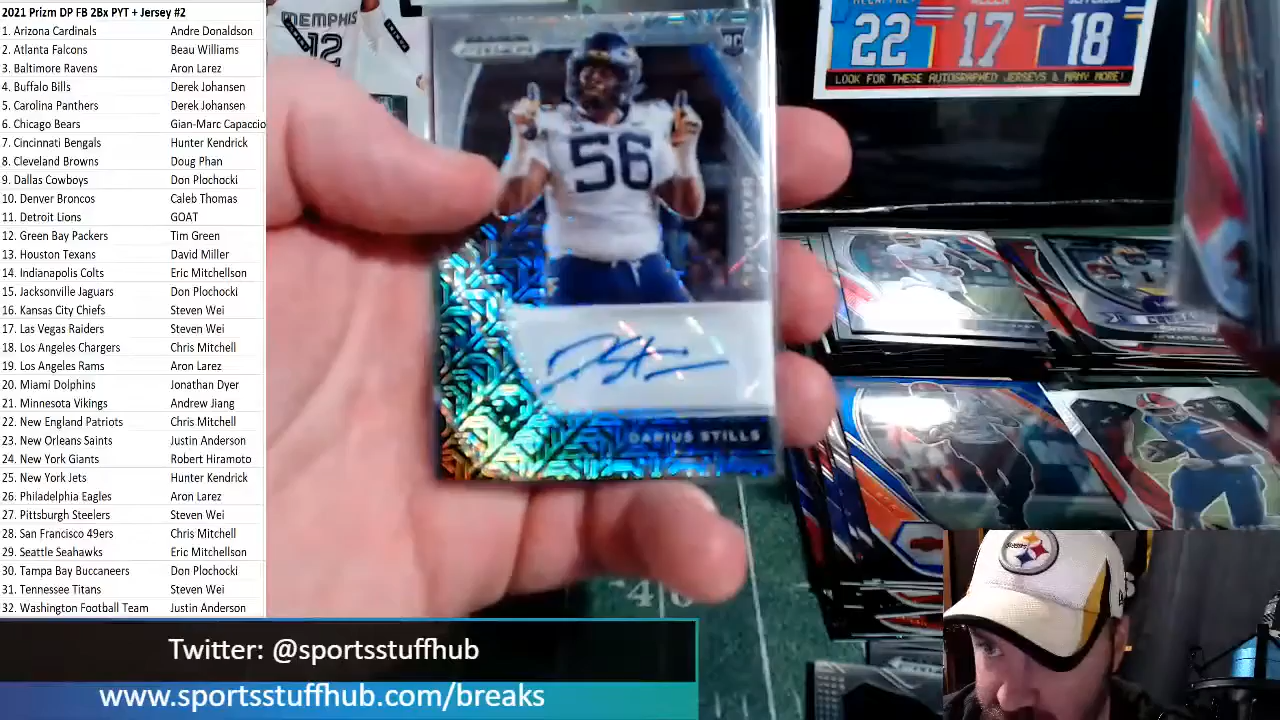 2021 Prizm DP FB 2Bx PYT + Jersey #2
1. Arizona Cardinals Andre Donaldson
2. Atlanta Falcons Beau Williams
3. Baltimore Ravens Aron Larez
4. Buffalo Bills Derek Johansen
5. Carolina Panthers Derek Johansen
6. Chicago Bears Gian-Marc Capaccio
7. Cincinnati Bengals Hunter Kendrick
8. Cleveland Browns Doug Phan
9. Dallas Cowboys Don Plochocki
10. Denver Broncos Caleb Thomas
11. Detroit Lions GOAT
12. Green Bay Packers Tim Green
13. Houston Texans David Miller
14. Indianapolis Colts Eric Mitchellson
15. Jacksonville Jaguars Don Plochocki
16. Kansas City Chiefs Steven Wei
17. Las Vegas Raiders Steven Wei
18. Los Angeles Chargers Chris Mitchell
19. Los Angeles Rams Aron Larez
20. Miami Dolphins Jonathan Dyer
21. Minnesota Vikings Andrew Jiang
22. New England Patriots Chris Mitchell
23. New Orleans Saints Justin Anderson
24. New York Giants Robert Hiramoto
25. New York Jets Hunter Kendrick
26. Philadelphia Eagles Aron Larez
27. Pittsburgh Steelers Steven Wei
28. San Francisco 49ers Chris Mitchell
29. Seattle Seahawks Eric Mitchellson
30. Tampa Bay Buccaneers Don Plochocki
31. Tennessee Titans Steven Wei
32. Washington Football Team Justin Anderson
MEMPHIS
12
PRIZM
RC
56
DARIUS STILLS
22 17 18
LOOK FOR THESE AUTOGRAPHED JERSEYS & MANY MORE!
Twitter: @sportsstuffhub
www.sportsstuffhub.com/breaks